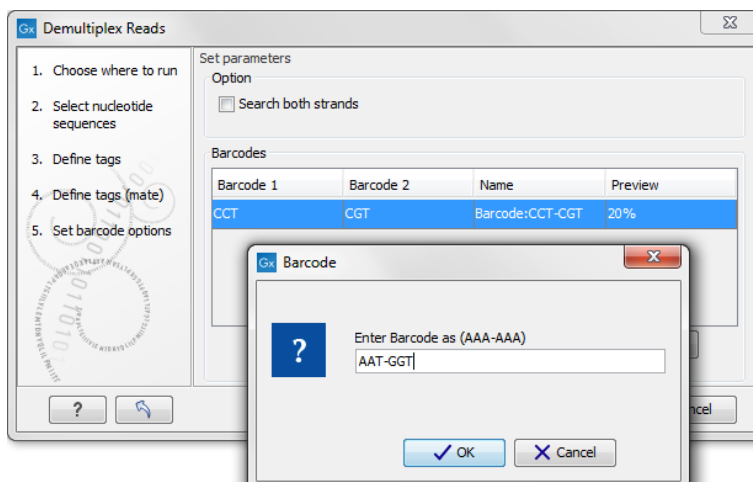 Gx Demultiplex Reads
1. Choose where to run
2. Select nucleotide
sequences
3. Define tags
4. Define tags (mate)
5. Set barcode options
Set parameters
Option
Search both strands
Barcodes
Barcode 1 Barcode 2 Name Preview
CCT CGT Barcode:CCT-CGT 20%
Gx Barcode
?
Enter Barcode as (AAA-AAA)
AAT-GGT
OK Cancel
?
ncel